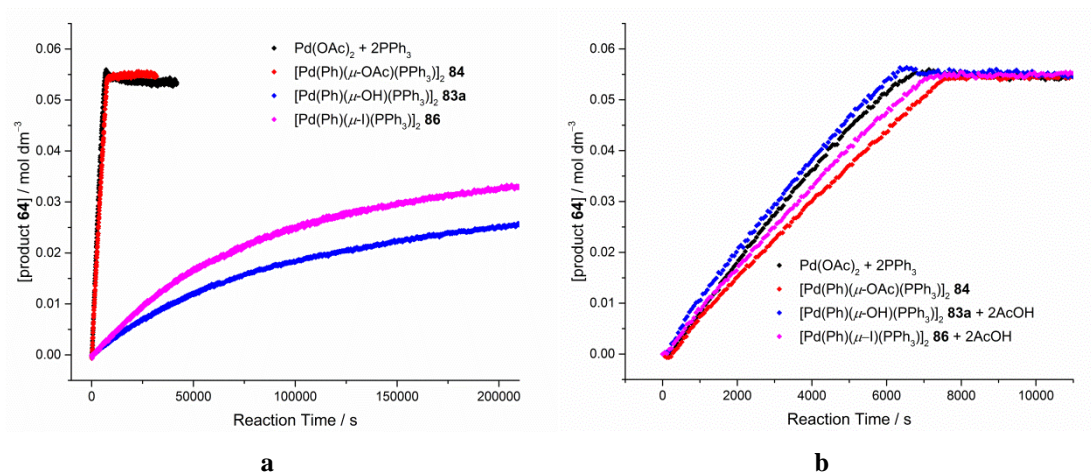 0.06
0.05
0.04
0.03
0.02
0.01
0.00
[product 64] / mol dm⁻³
Pd(OAc)₂ + 2PPh₃
[Pd(Ph)(μ-OAc)(PPh₃)]₂ 84
[Pd(Ph)(μ-OH)(PPh₃)]₂ 83a
[Pd(Ph)(μ-I)(PPh₃)]₂ 86
0 50000 100000 150000 200000
Reaction Time / s
a
0.06
0.05
0.04
0.03
0.02
0.01
0.00
[product 64] / mol dm⁻³
Pd(OAc)₂ + 2PPh₃
[Pd(Ph)(μ-OAc)(PPh₃)]₂ 84
[Pd(Ph)(μ-OH)(PPh₃)]₂ 83a + 2AcOH
[Pd(Ph)(μ–I)(PPh₃)]₂ 86 + 2AcOH
0 2000 4000 6000 8000 10000
Reaction Time / s
b